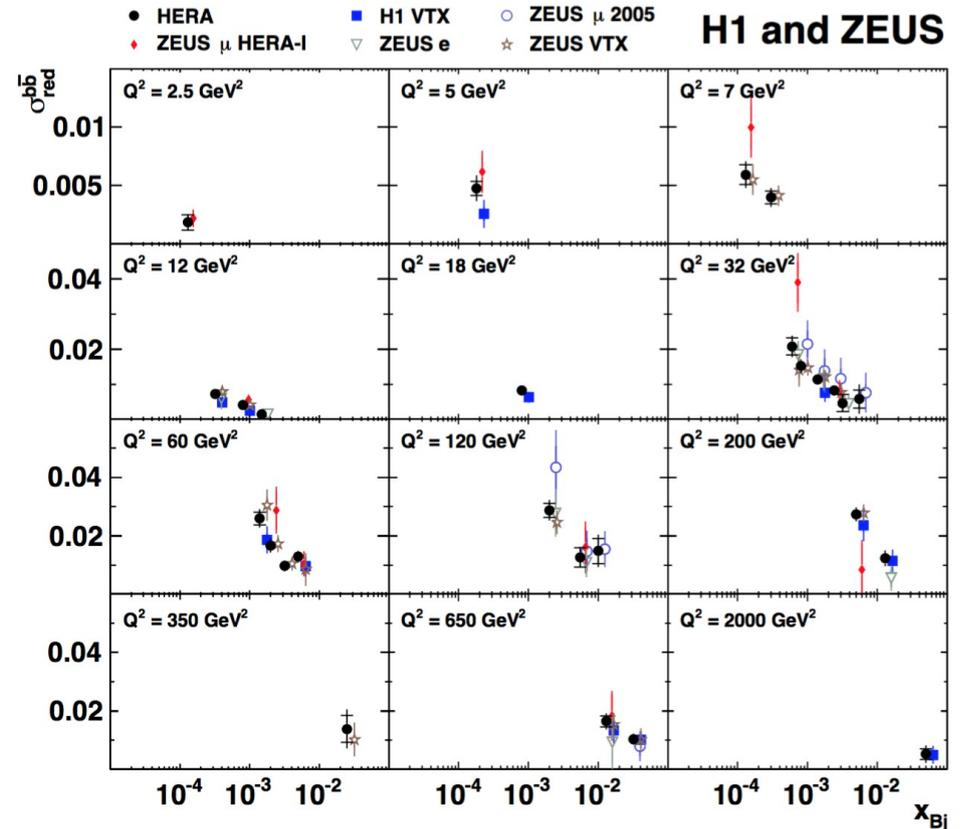 HERA H1 VTX ZEUS μ 2005
ZEUS μ HERA-I ZEUS e ZEUS VTX
H1 and ZEUS
σ^{bb̄}_{red}
Q² = 2.5 GeV² Q² = 5 GeV² Q² = 7 GeV²
0.01
0.005
Q² = 12 GeV² Q² = 18 GeV² Q² = 32 GeV²
0.04
0.02
Q² = 60 GeV² Q² = 120 GeV² Q² = 200 GeV²
0.04
0.02
Q² = 350 GeV² Q² = 650 GeV² Q² = 2000 GeV²
0.04
0.02
10⁻⁴ 10⁻³ 10⁻² 10⁻⁴ 10⁻³ 10⁻² 10⁻⁴ 10⁻³ 10⁻²
x_{Bj}